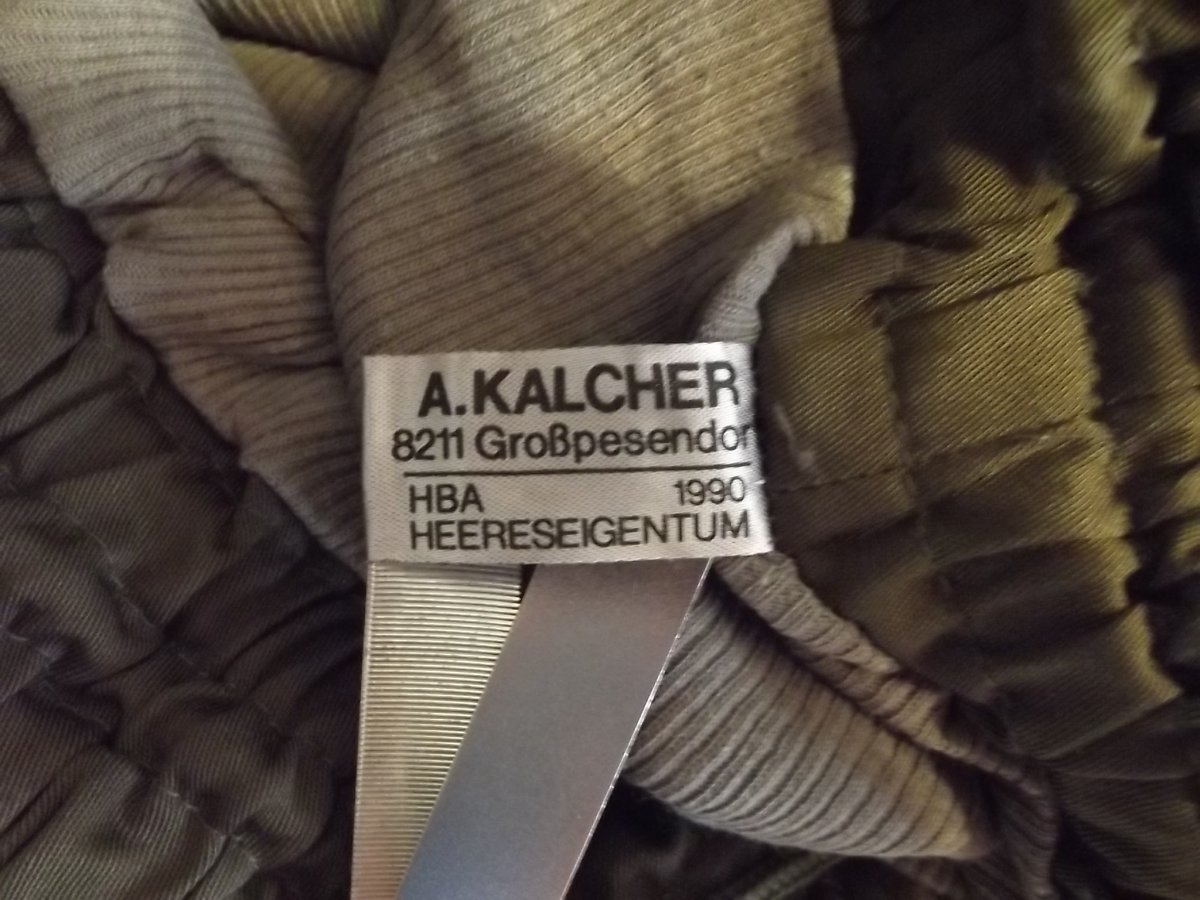 A.KALCHER
8211 Großpesendor
HBA 1990
HEERESEIGENTUM